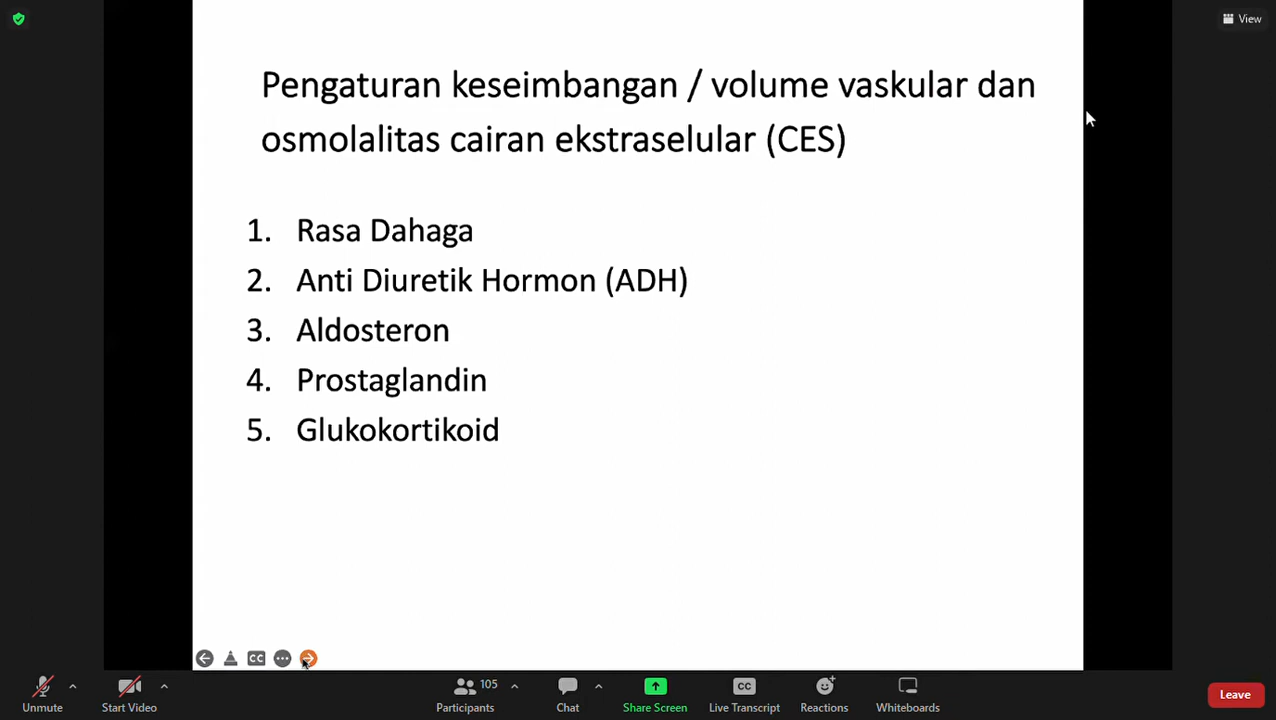 View
Pengaturan keseimbangan / volume vaskular dan
osmolalitas cairan ekstraselular (CES)
1. Rasa Dahaga
2. Anti Diuretik Hormon (ADH)
3. Aldosteron
4. Prostaglandin
5. Glukokortikoid
CC
Unmute
Start Video
105
Participants
Chat
Share Screen
CC
Live Transcript
Reactions
Whiteboards
Leave